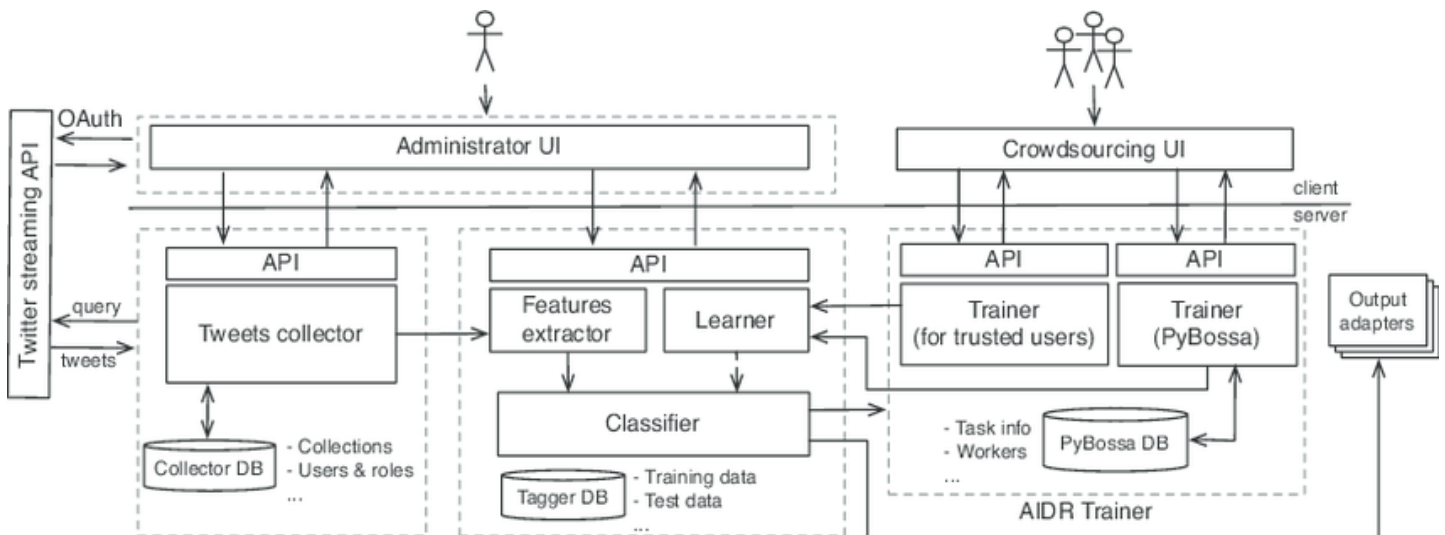 OAuth
Twitter streaming API
Administrator UI
Crowdsourcing UI
client
server
API
API
API
API
query
tweets
Tweets collector
Features
extractor
Learner
Trainer
(for trusted users)
Trainer
(PyBossa)
Output
adapters
Classifier
Collector DB
- Collections
- Users & roles
...
Tagger DB
- Training data
- Test data
...
- Task info
- Workers
...
PyBossa DB
AIDR Trainer